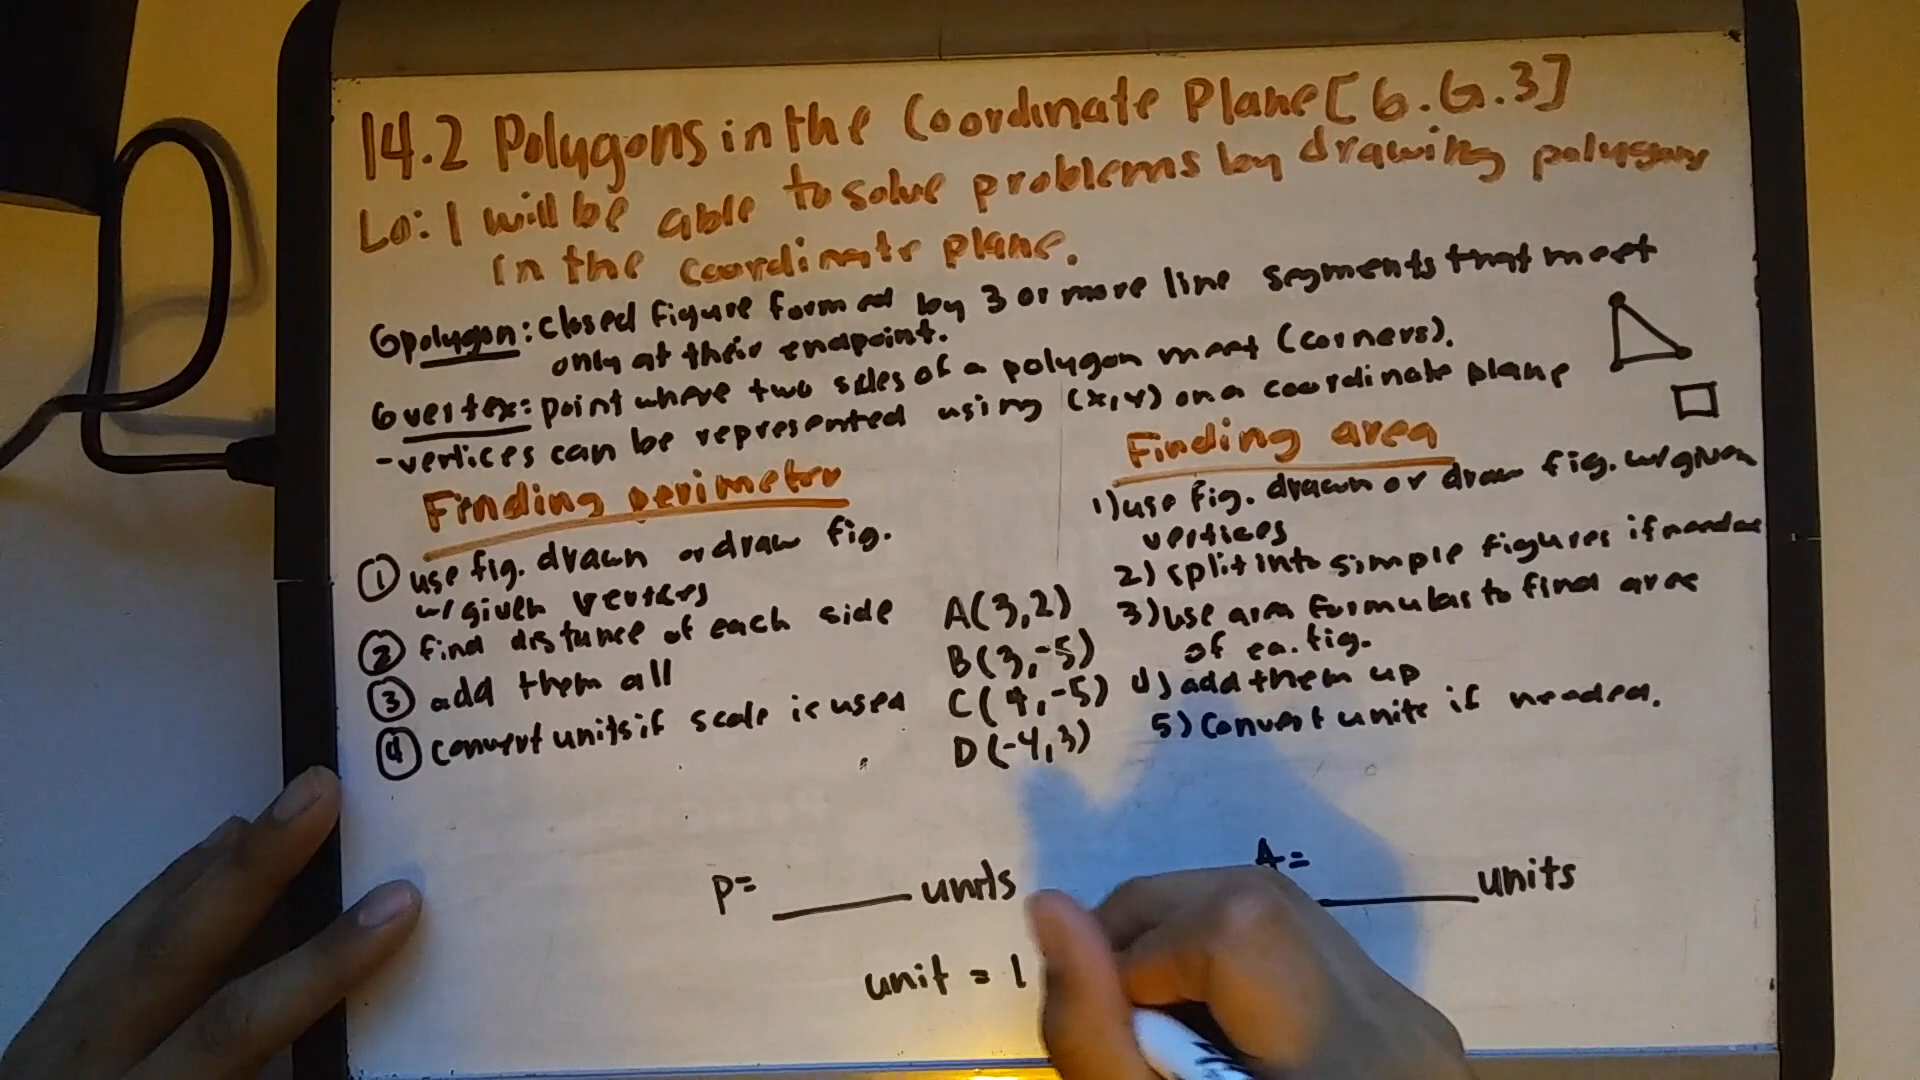 14.2 Polygons in the Coordinate Plane [6.G.3]
LO: I will be able to solve problems by drawing polygons
in the coordinate plane.
polygon: closed figure formed by 3 or more line segments that meet
only at their endpoint.
vertex: point where two sides of a polygon meet (corners).
-vertices can be represented using (x,y) on a coordinate plane
Finding perimeter
① use fig. drawn or draw fig.
w/given vertices
② find distance of each side
③ add them all
④ convert units if scale is used
A(3,2)
B(3,-5)
C(4,-5)
D(-4,3)
Finding area
1) use fig. drawn or draw fig. w/given
vertices
2) split into simple figures if needed
3) use area formulas to find area
of ea. fig.
4) add them up
5) convert units if needed.
P= ______ units
A= ______ units
unit = 1